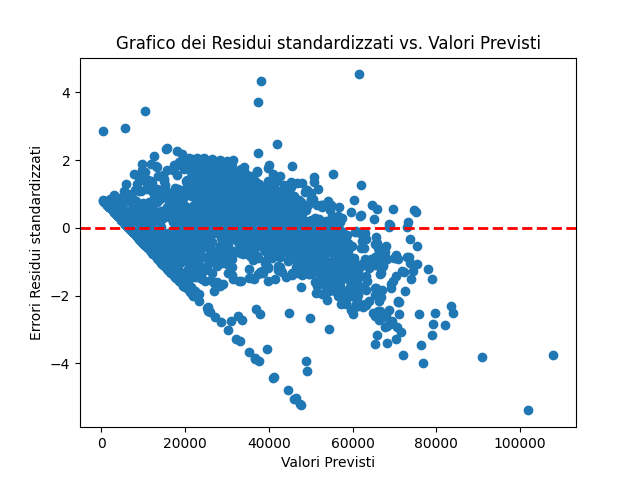 Grafico dei Residui standardizzati vs. Valori Previsti
Errori Residui standardizzati
4
2
0
−2
−4
0 20000 40000 60000 80000 100000
Valori Previsti